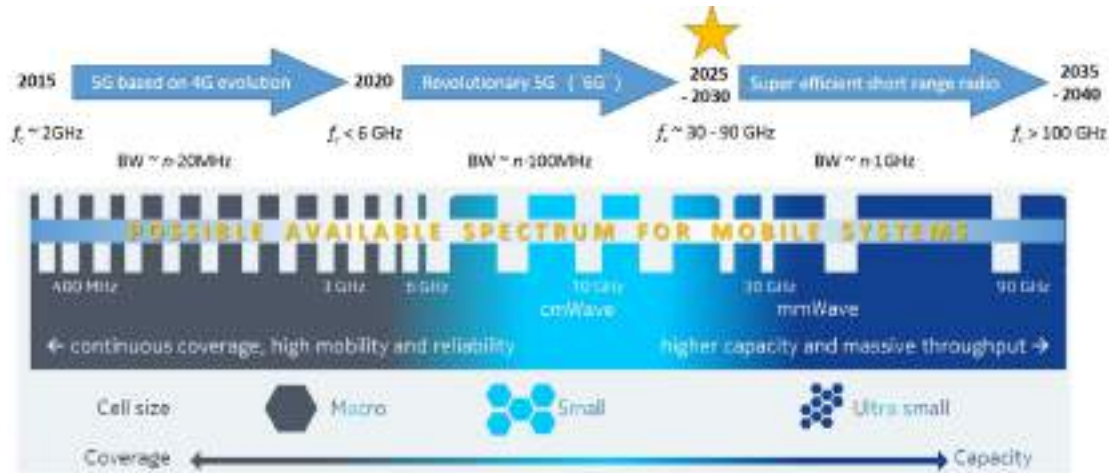 2015
5G based on 4G evolution
2020
Revolutionary 5G ("6G")
2025
- 2030
Super efficient short range radio
2035
- 2040
fc ~ 2GHz
fc < 6 GHz
fc ~ 30 - 90 GHz
fc > 100 GHz
BW ~ n·20MHz
BW ~ n·100MHz
BW ~ n·1GHz
POSSIBLE AVAILABLE SPECTRUM FOR MOBILE SYSTEMS
400 MHz
3 GHz
6 GHz
10 GHz
30 GHz
90 GHz
cmWave
mmWave
← continuous coverage, high mobility and reliability
higher capacity and massive throughput →
Cell size
Macro
Small
Ultra small
Coverage
Capacity